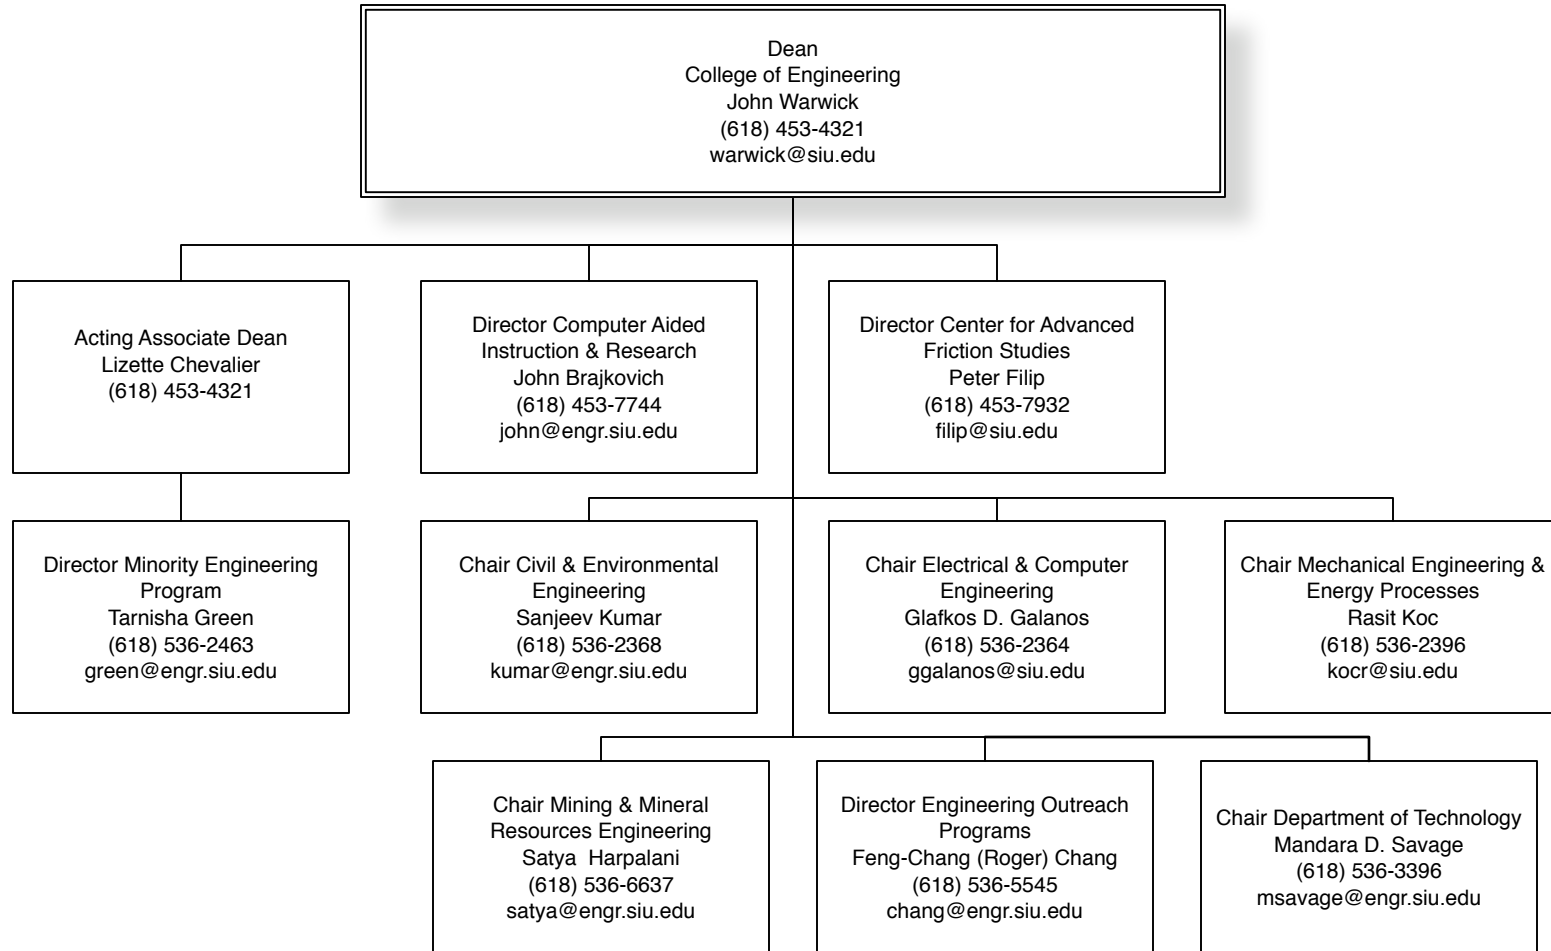 Dean
College of Engineering
John Warwick
(618) 453-4321
warwick@siu.edu
Acting Associate Dean
Lizette Chevalier
(618) 453-4321
Director Computer Aided
Instruction & Research
John Brajkovich
(618) 453-7744
john@engr.siu.edu
Director Center for Advanced
Friction Studies
Peter Filip
(618) 453-7932
filip@siu.edu
Director Minority Engineering
Program
Tarnisha Green
(618) 536-2463
green@engr.siu.edu
Chair Civil & Environmental
Engineering
Sanjeev Kumar
(618) 536-2368
kumar@engr.siu.edu
Chair Electrical & Computer
Engineering
Glafkos D. Galanos
(618) 536-2364
ggalanos@siu.edu
Chair Mechanical Engineering &
Energy Processes
Rasit Koc
(618) 536-2396
kocr@siu.edu
Chair Mining & Mineral
Resources Engineering
Satya  Harpalani
(618) 536-6637
satya@engr.siu.edu
Director Engineering Outreach
Programs
Feng-Chang (Roger) Chang
(618) 536-5545
chang@engr.siu.edu
Chair Department of Technology
Mandara D. Savage
(618) 536-3396
msavage@engr.siu.edu